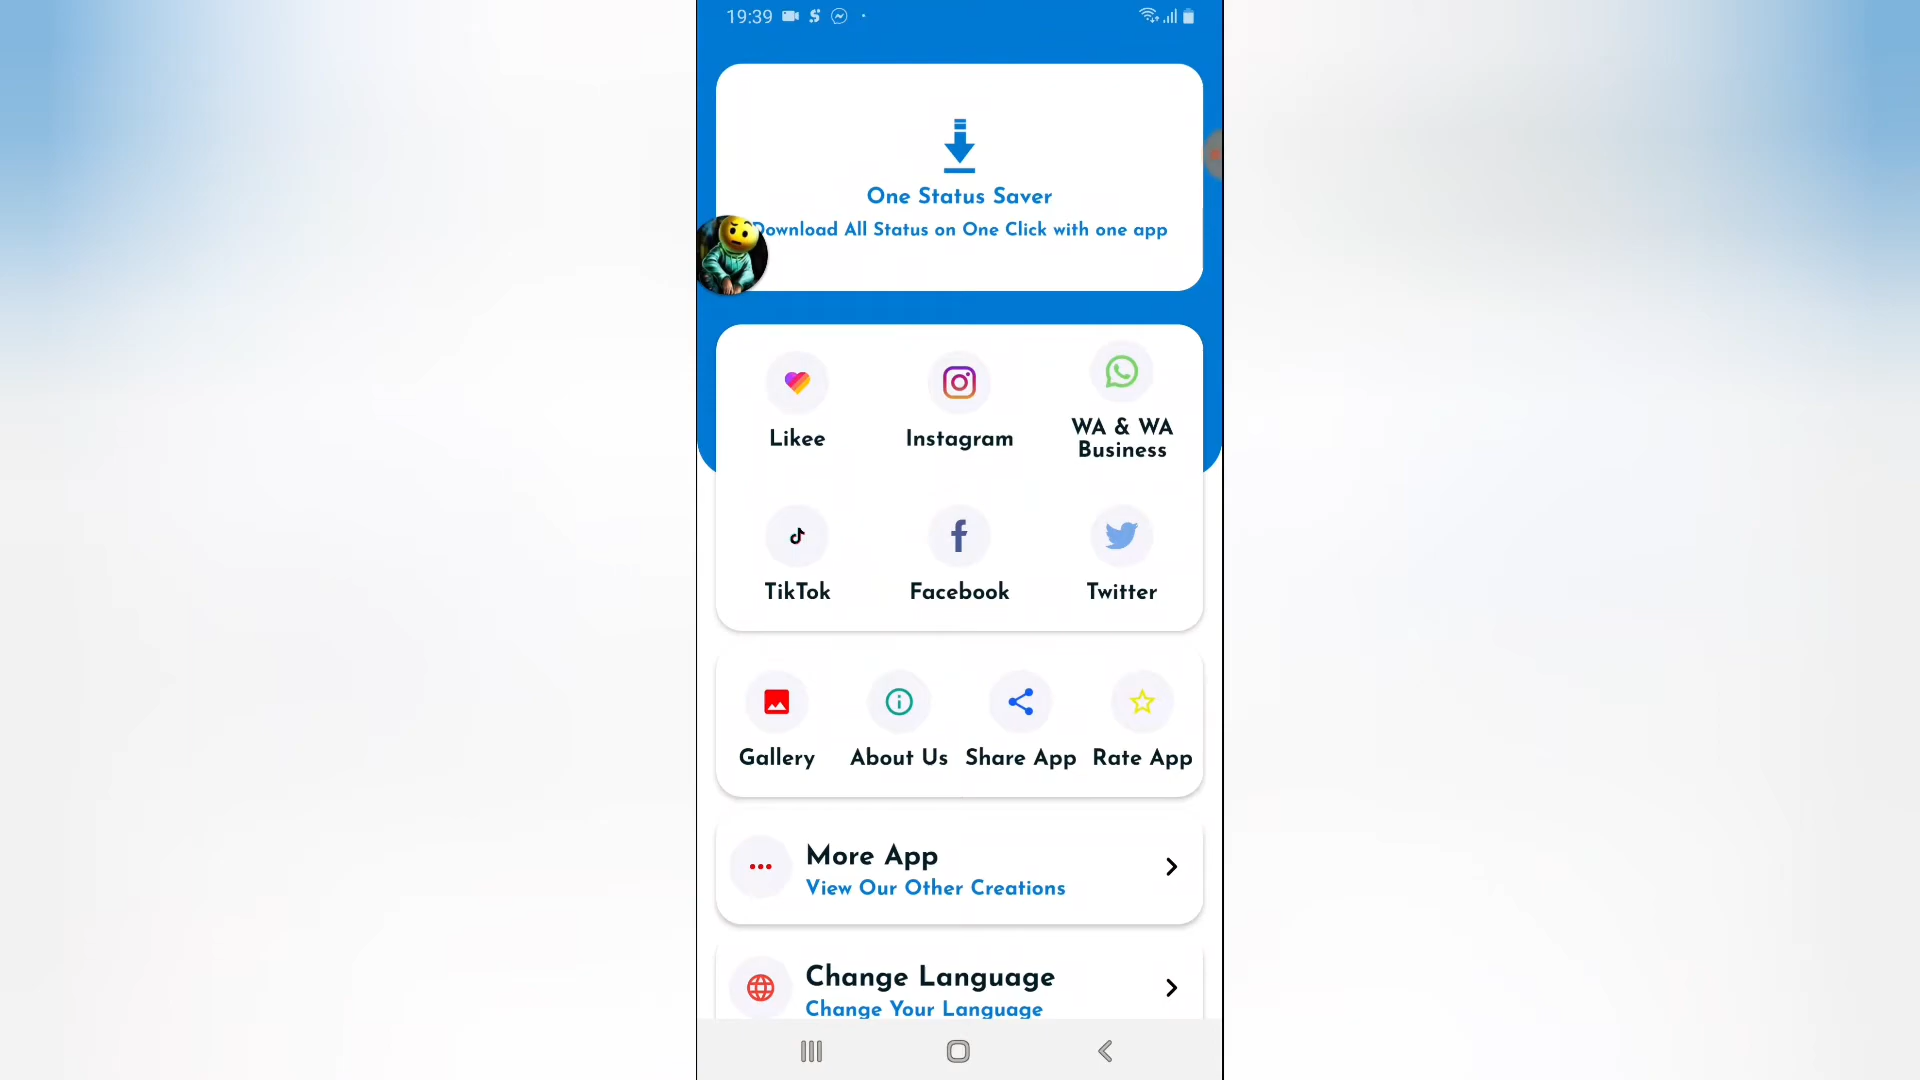 19:39
One Status Saver
Download All Status on One Click with one app
Likee
Instagram
WA & WA
Business
TikTok
Facebook
Twitter
Gallery
About Us
Share App
Rate App
More App
View Our Other Creations
Change Language
Change Your Language